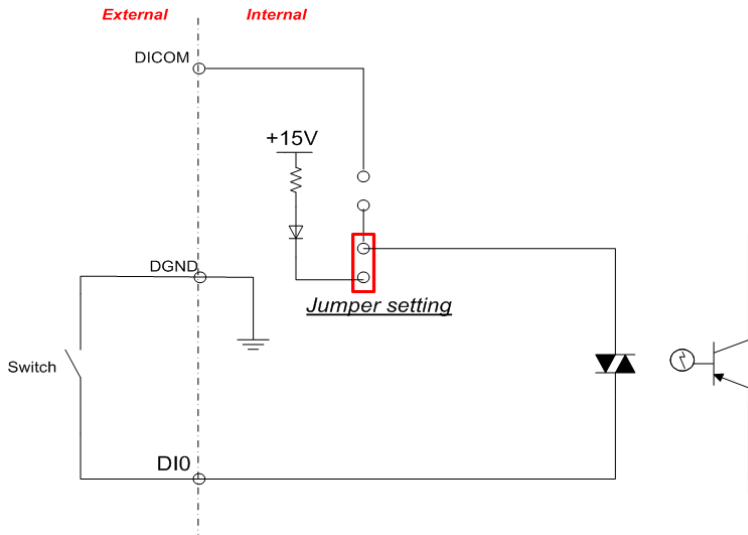 External Internal
DICOM
+15V
DGND
Jumper setting
Switch
DI0